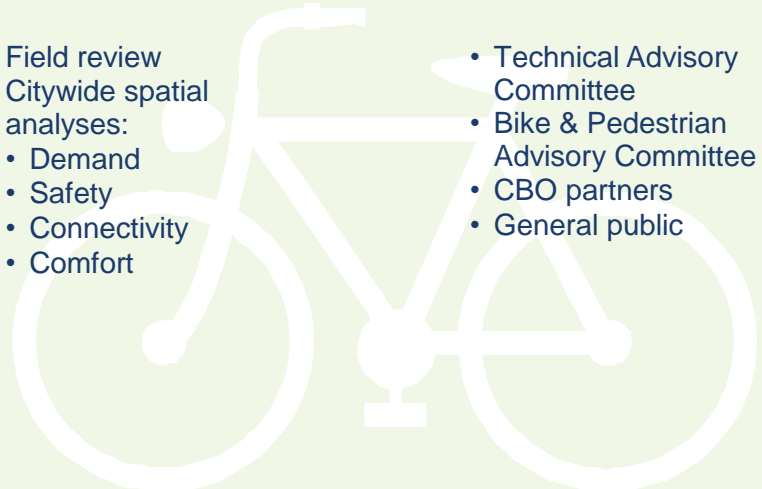 Field review
Citywide spatial
analyses:
• Demand
• Safety
• Connectivity
• Comfort
• Technical Advisory
Committee
• Bike & Pedestrian
Advisory Committee
• CBO partners
• General public